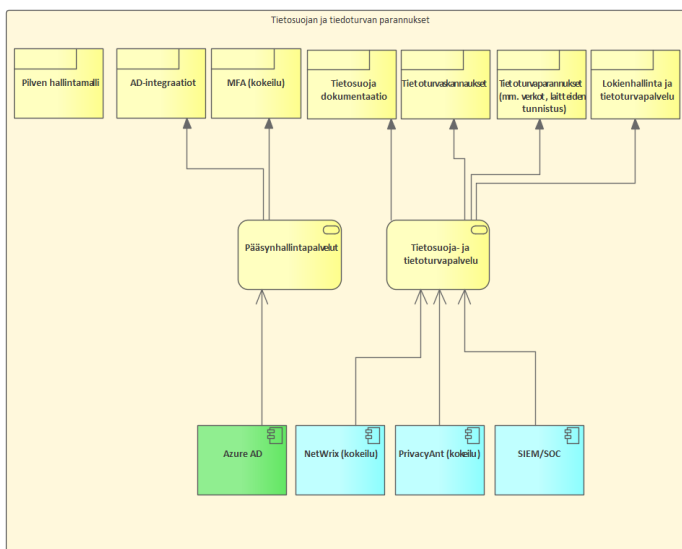 Tietosuojan ja tiedoturvan parannukset
Pilven hallintamalli
AD-integraatiot
MFA (kokeilu)
Tietosuoja
dokumentaatio
Tietoturvaskannaukset
Tietoturvaparannukset
(mm. verkot, laitteiden
tunnistus)
Lokienhallinta ja
tietoturvapalvelu
Pääsynhallintapalvelut
Tietosuoja- ja
tietoturvapalvelu
Azure AD
NetWrix (kokeilu)
PrivacyAnt (kokeilu)
SIEM/SOC